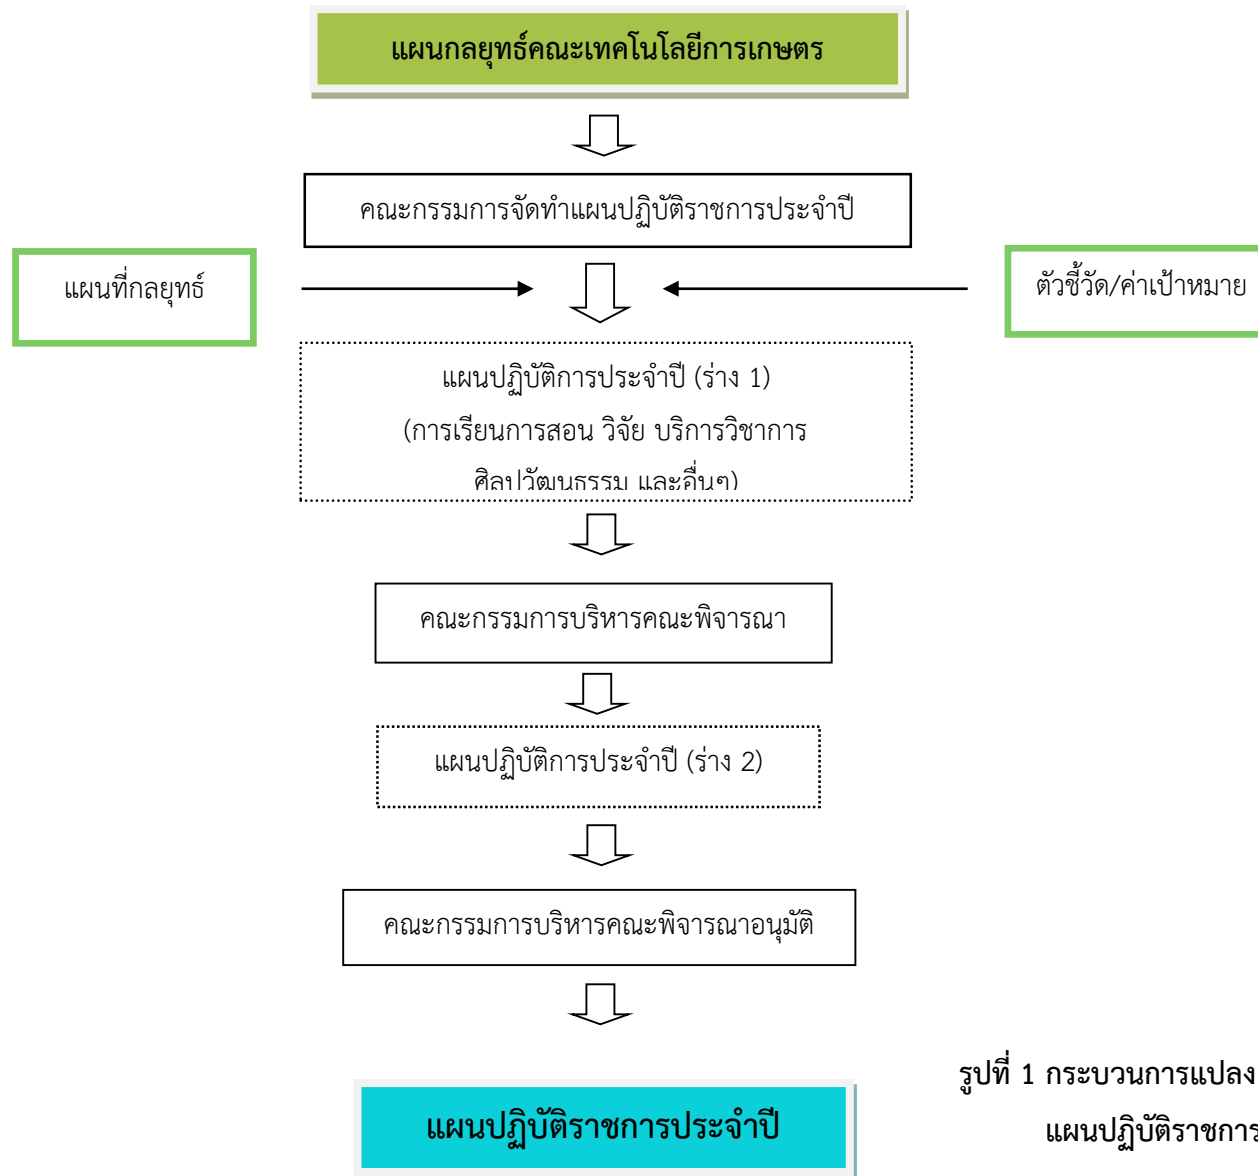 แผนกลยุทธ์คณะเทคโนโลยีการเกษตร
คณะกรรมการจัดทำแผนปฏิบัติราชการประจำปี
แผนที่กลยุทธ์
ตัวชี้วัด/ค่าเป้าหมาย
แผนปฏิบัติการประจำปี (ร่าง 1)
(การเรียนการสอน วิจัย บริการวิชาการ
ศิลปวัฒนธรรม และอื่นๆ)
คณะกรรมการบริหารคณะพิจารณา
แผนปฏิบัติการประจำปี (ร่าง 2)
คณะกรรมการบริหารคณะพิจารณาอนุมัติ
แผนปฏิบัติราชการประจำปี
รูปที่ 1 กระบวนการแปลง
แผนปฏิบัติราชการ